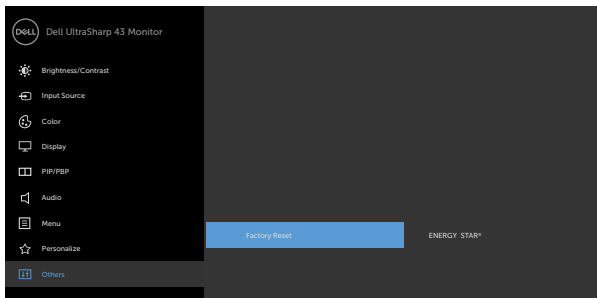 DELL Dell UltraSharp 43 Monitor
Brightness/Contrast
Input Source
Color
Display
PIP/PBP
Audio
Menu
Factory Reset ENERGY STAR®
Personalize
Others